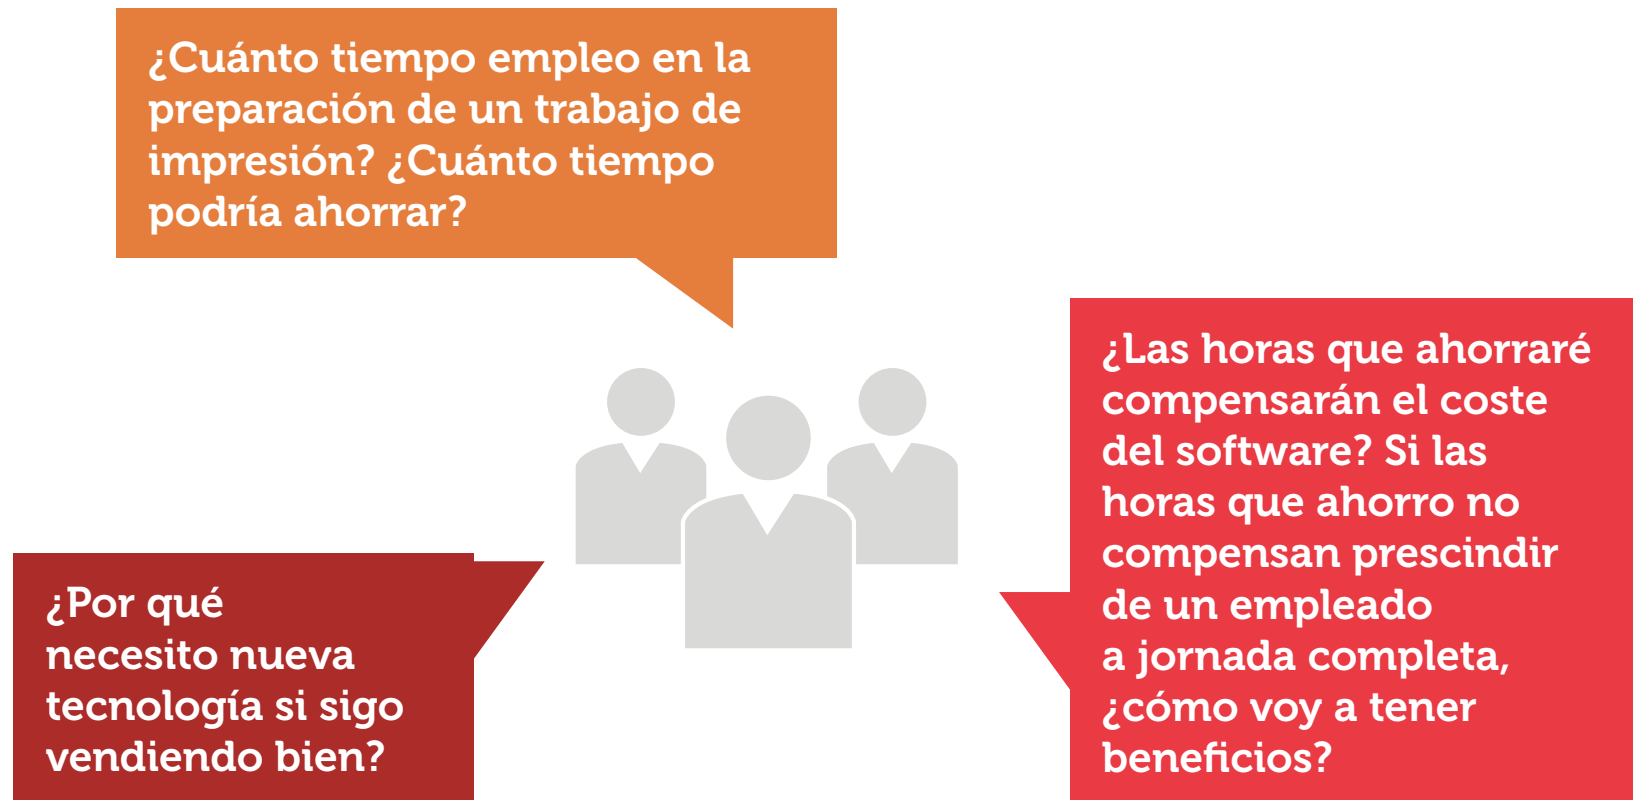 ¿Cuánto tiempo empleo en la
preparación de un trabajo de
impresión? ¿Cuánto tiempo
podría ahorrar?
¿Las horas que ahorraré
compensarán el coste
del software? Si las
horas que ahorro no
compensan prescindir
de un empleado
a jornada completa,
¿cómo voy a tener
beneficios?
¿Por qué
necesito nueva
tecnología si sigo
vendiendo bien?